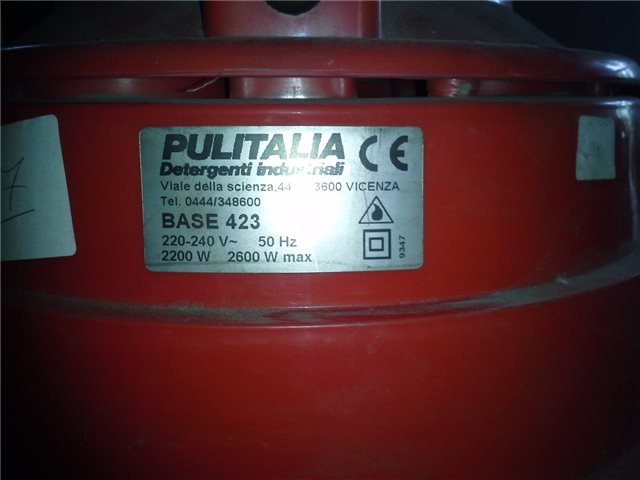 PULITALIA CE
Detergenti industriali
Viale della scienza,44 3600 VICENZA
Tel. 0444/348600
BASE 423
220-240 V~ 50 Hz
2200 W 2600 W max
9347
7